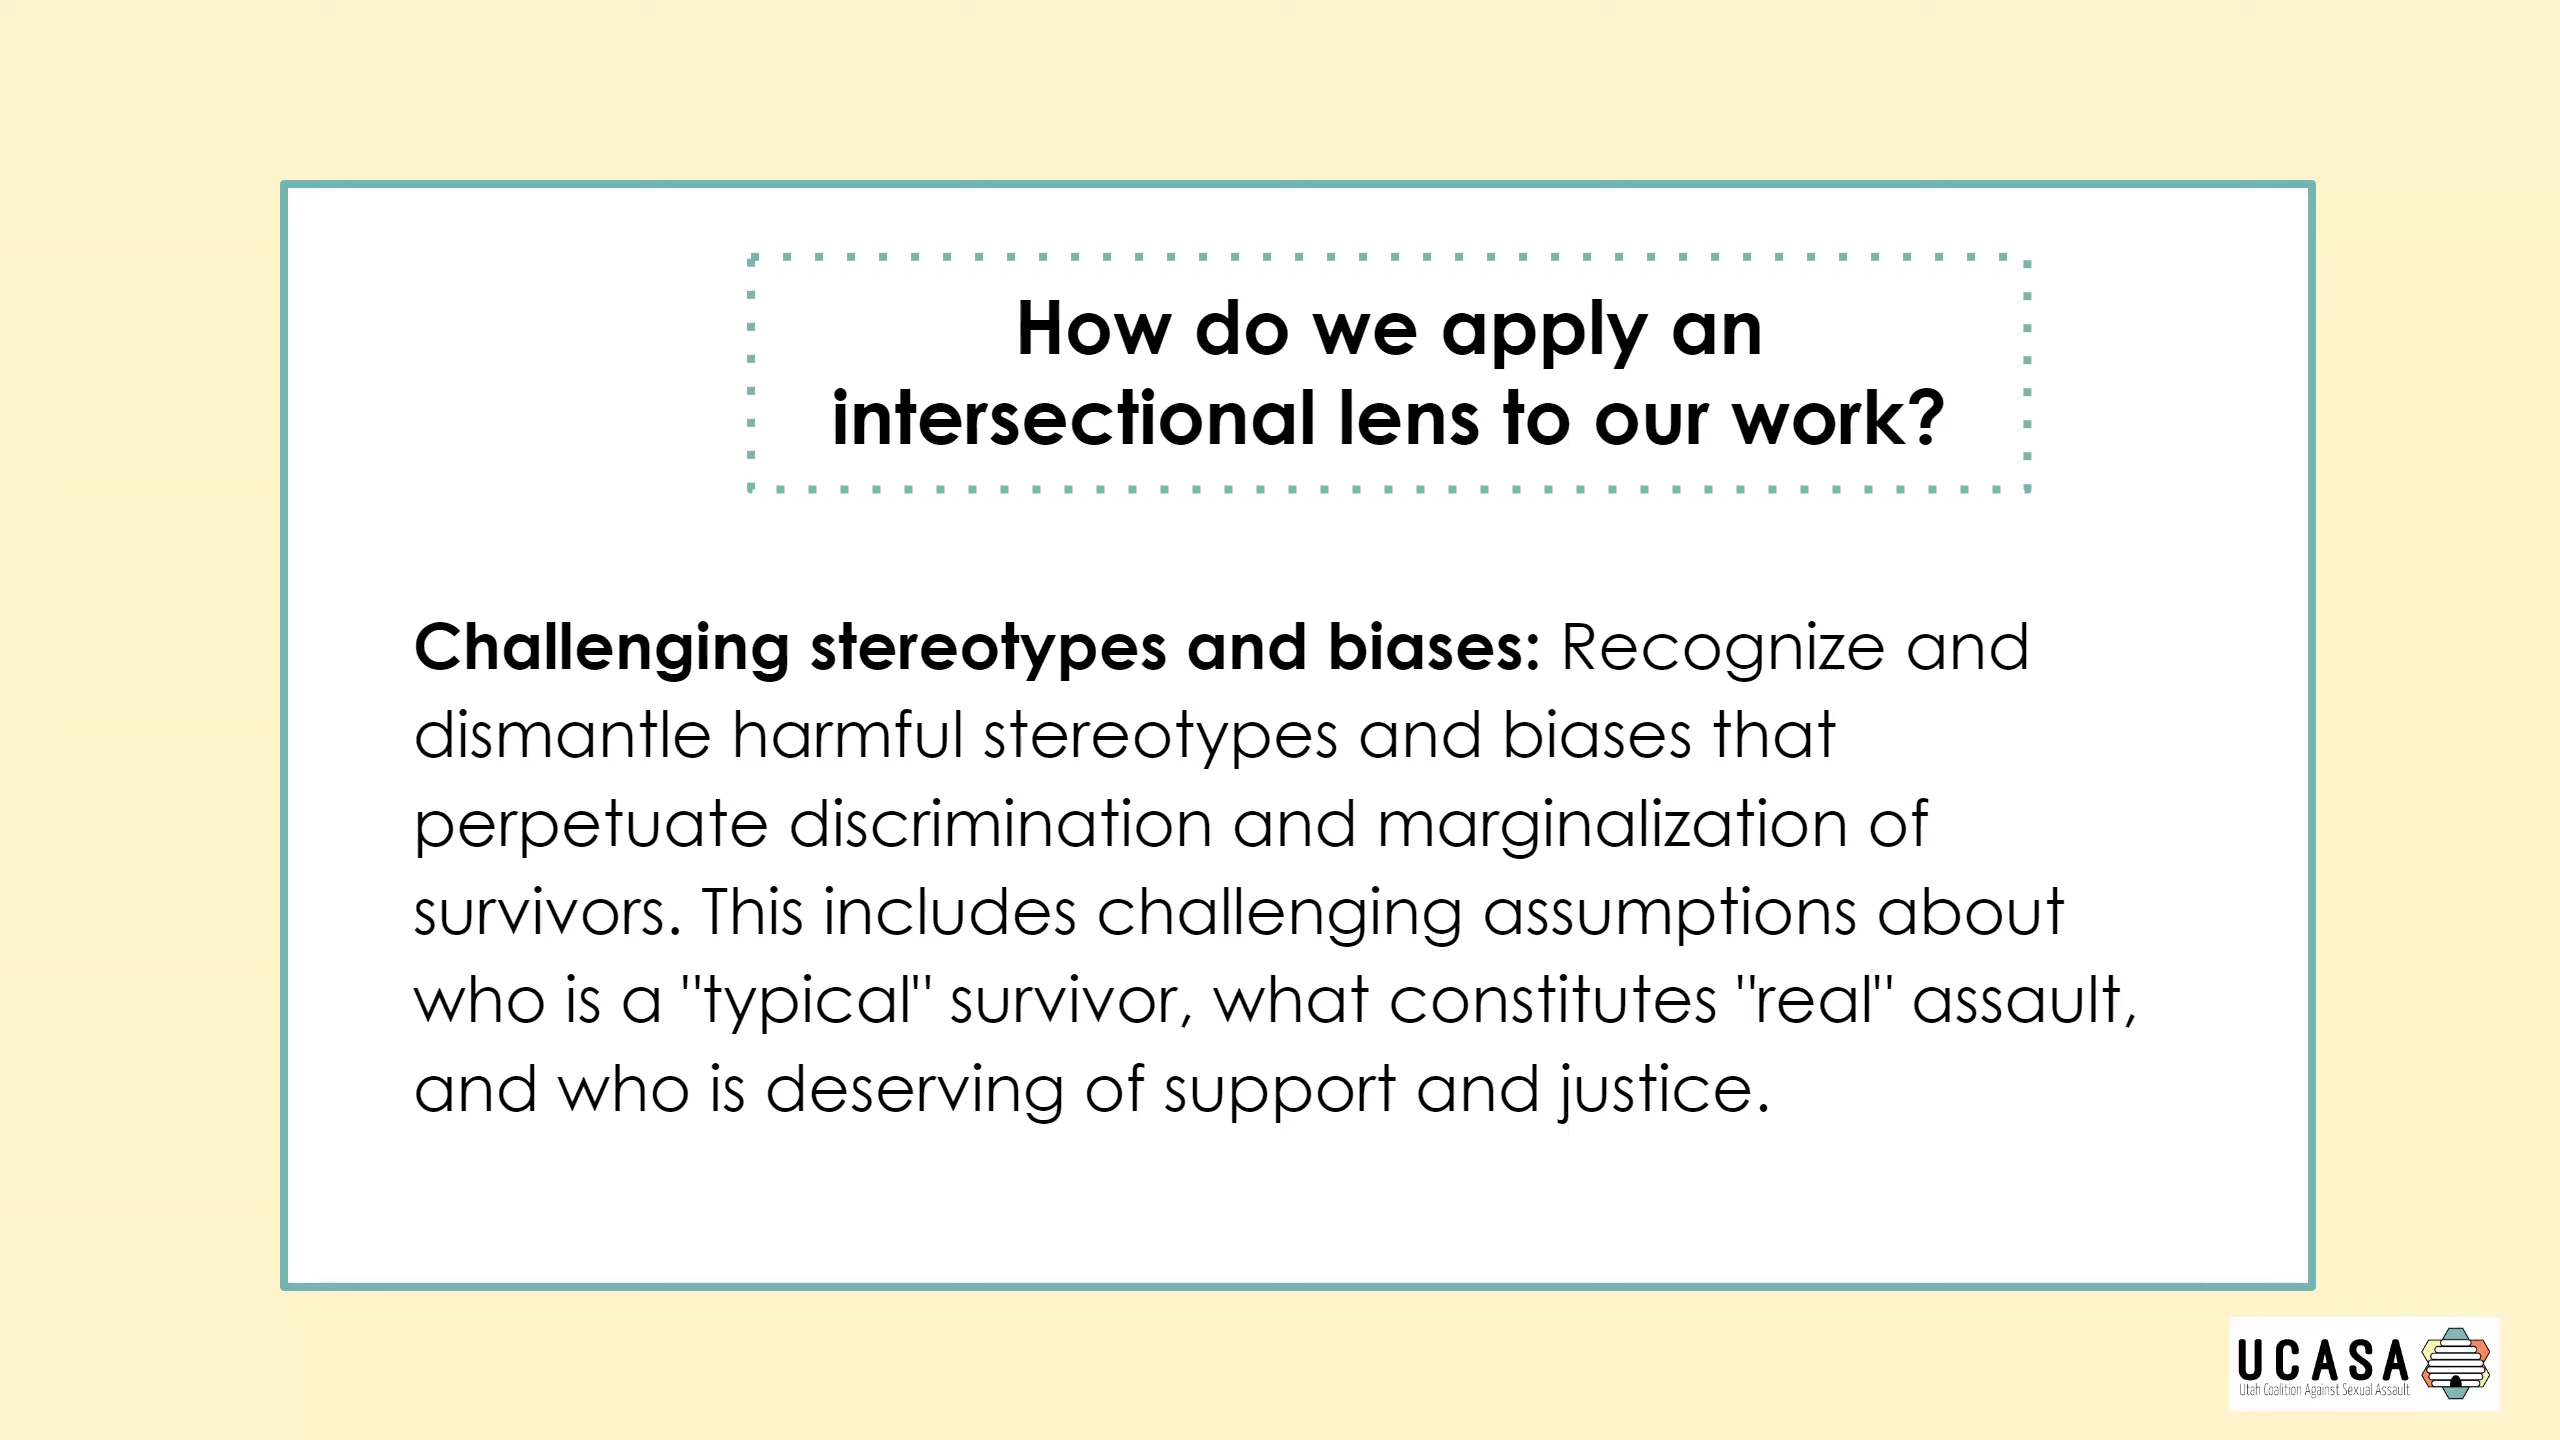 How do we apply an
intersectional lens to our work?
Challenging stereotypes and biases: Recognize and
dismantle harmful stereotypes and biases that
perpetuate discrimination and marginalization of
survivors. This includes challenging assumptions about
who is a "typical" survivor, what constitutes "real" assault,
and who is deserving of support and justice.
UCASA
Utah Coalition Against Sexual Assault